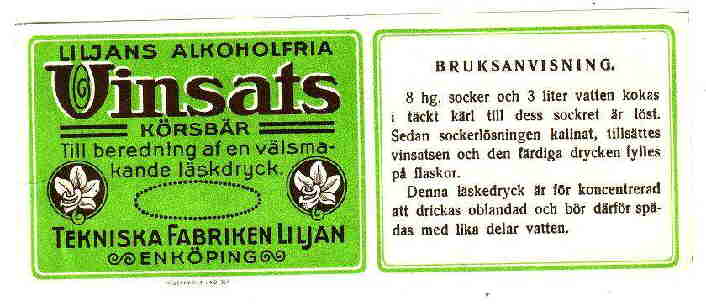 LILJANS ALKOHOLFRIA
Vinsats
KÖRSBÄR
Till beredning af en välsma-
kande läskdryck.
TEKNISKA FABRIKEN LILJAN
ENKÖPING
BRUKSANVISNING.
8 hg. socker och 3 liter vatten kokas
i täckt kärl till dess sockret är löst.
Sedan sockerlösningen kallnat, tillsättes
vinsatsen och den färdiga drycken fylles
på flaskor.
Denna läskedryck är för koncentrerad
att drickas oblandad och bör därför spä-
das med lika delar vatten.